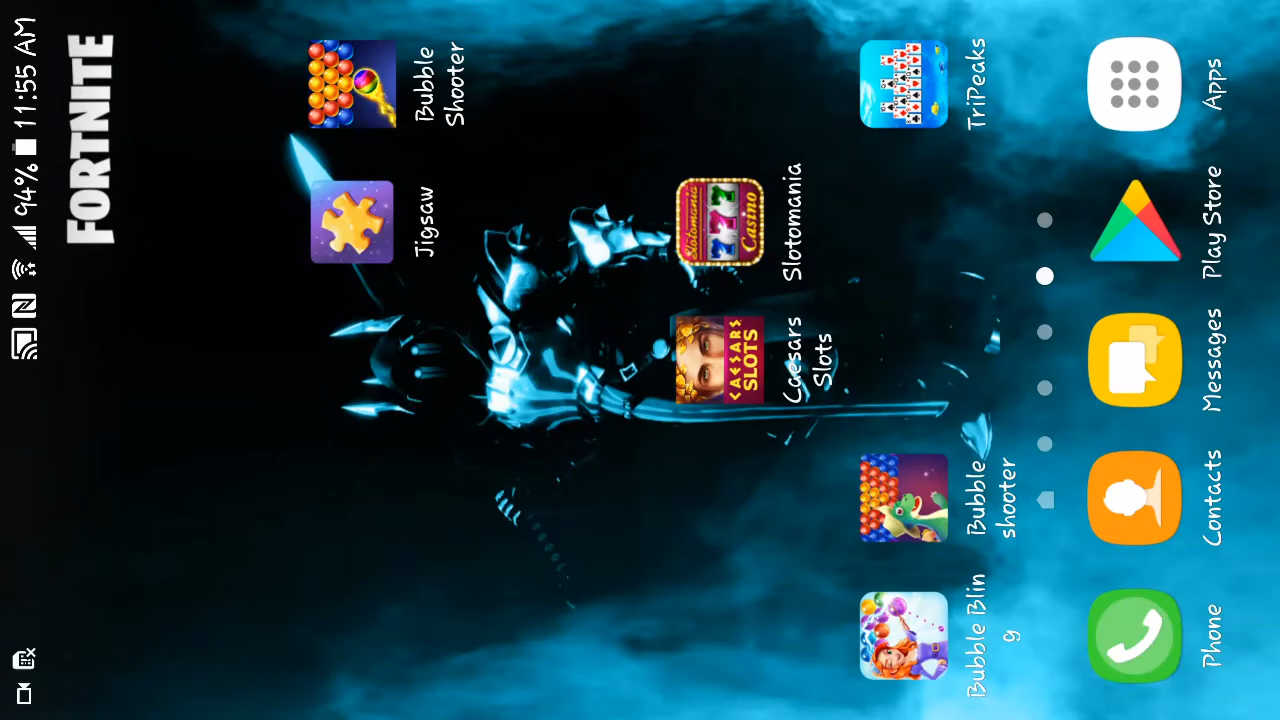 94% 11:55 AM
FORTNITE
Jigsaw
Bubble
Shooter
CAESARS
SLOTS
Slotomania
777
Casino
Caesars
Slots
Slotomania
Bubble Blin
g
Bubble
shooter
TriPeaks
Phone
Contacts
Messages
Play Store
Apps